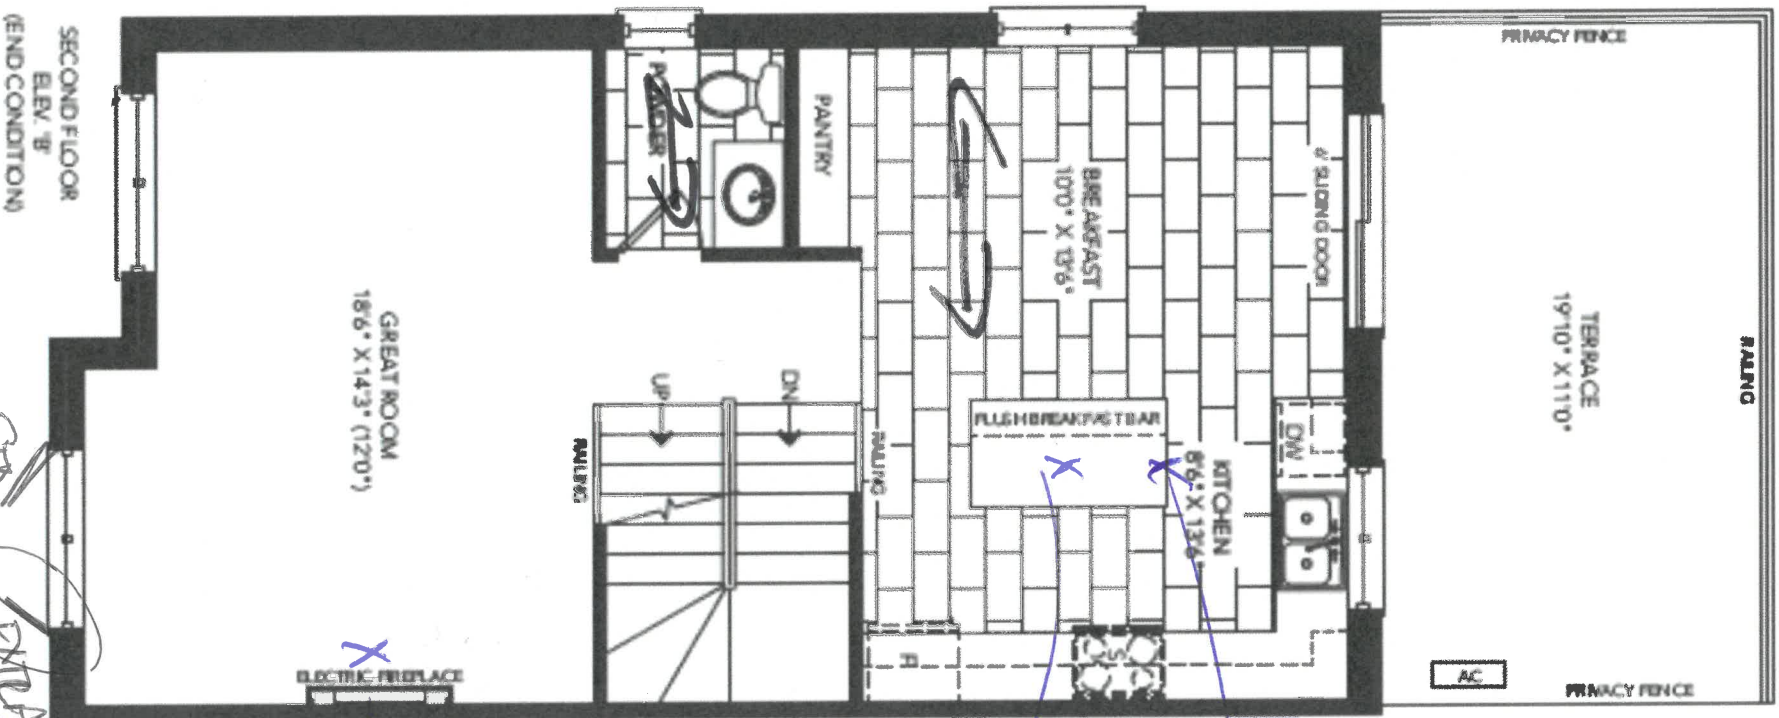 SECOND FLOOR
ELEV. 'B'
(END CONDITION)
GREAT ROOM
18'6" X 14'3" (12'0")
ELECTRIC FIREPLACE
POWDER
PANTRY
UP
DN
RAILING
RAILING
BREAKFAST
10'0" X 13'6"
FLUSH BREAKFAST BAR
KITCHEN
8'6" X 13'6"
6' SLIDING DOOR
DW
F
S
TERRACE
19'10" X 11'0"
PRIVACY FENCE
RAILING
AC
PRIVACY FENCE
X
X
X